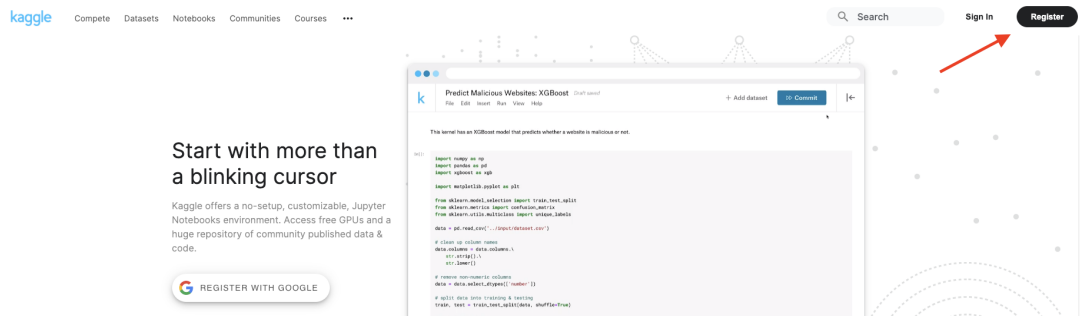 kaggle Compete Datasets Notebooks Communities Courses ••• Search Sign In Register
Start with more than
a blinking cursor
Kaggle offers a no-setup, customizable, Jupyter
Notebooks environment. Access free GPUs and a
huge repository of community published data &
code.
REGISTER WITH GOOGLE
k
Predict Malicious Websites: XGBoost Draft saved
File Edit Insert Run View Help
+ Add dataset
Commit
This kernel has an XGBoost model that predicts whether a website is malicious or not.
import numpy as np
import pandas as pd
import xgboost as xgb
import matplotlib.pyplot as plt
from sklearn.model_selection import train_test_split
from sklearn.metrics import confusion_matrix
from sklearn.utils.multiclass import unique_labels
data = pd.read_csv('../input/dataset.csv')
# clean up column names
data.columns = data.columns.\
str.strip().\
str.lower()
# remove non-numeric columns
data = data.select_dtypes(['number'])
# split data into training & testing
train, test = train_test_split(data, shuffle=True)